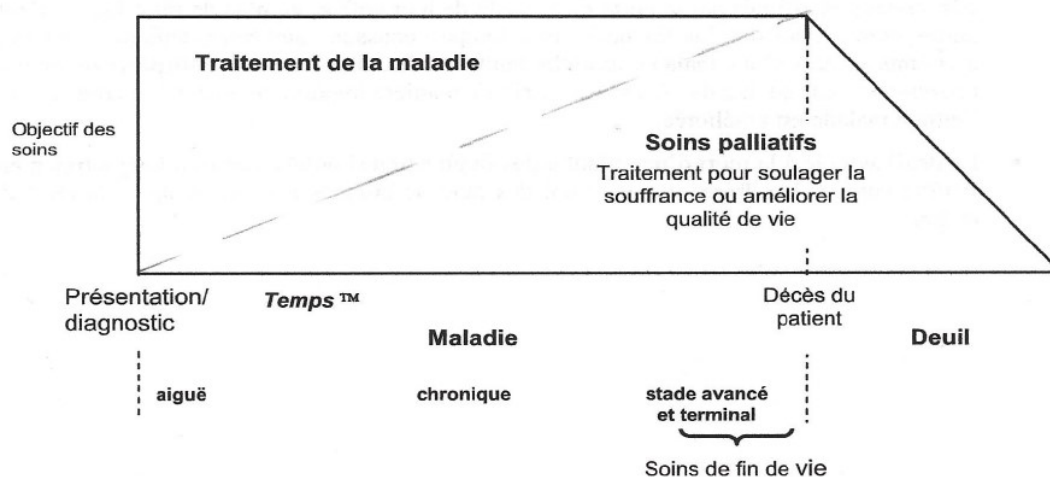 Traitement de la maladie
Objectif des
soins
Soins palliatifs
Traitement pour soulager la
souffrance ou améliorer la
qualité de vie
Présentation/
diagnostic
Temps ™
Décès du
patient
Maladie
Deuil
aiguë
chronique
stade avancé
et terminal
Soins de fin de vie